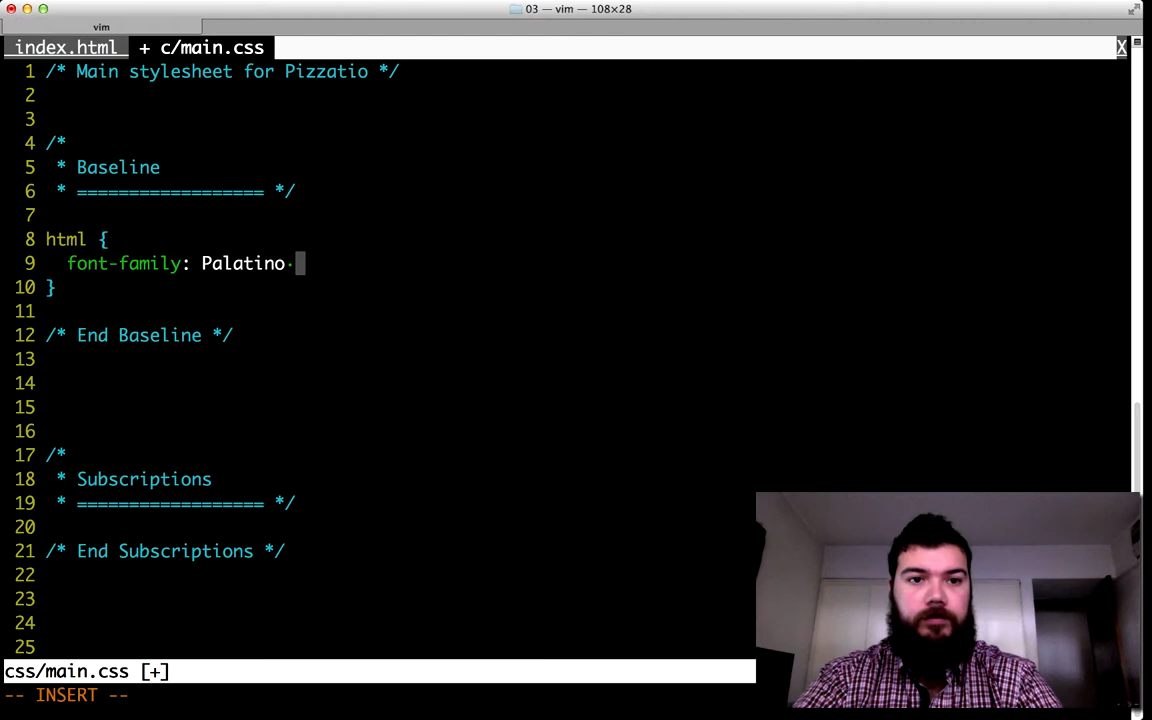 03 — vim — 108×28
vim
index.html + c/main.css X
1 /* Main stylesheet for Pizzatio */
2
3
4 /*
5 * Baseline
6 * ================== */
7
8 html {
9 font-family: Palatino·
10 }
11
12 /* End Baseline */
13
14
15
16
17 /*
18 * Subscriptions
19 * ================== */
20
21 /* End Subscriptions */
22
23
24
25
css/main.css [+]
-- INSERT --